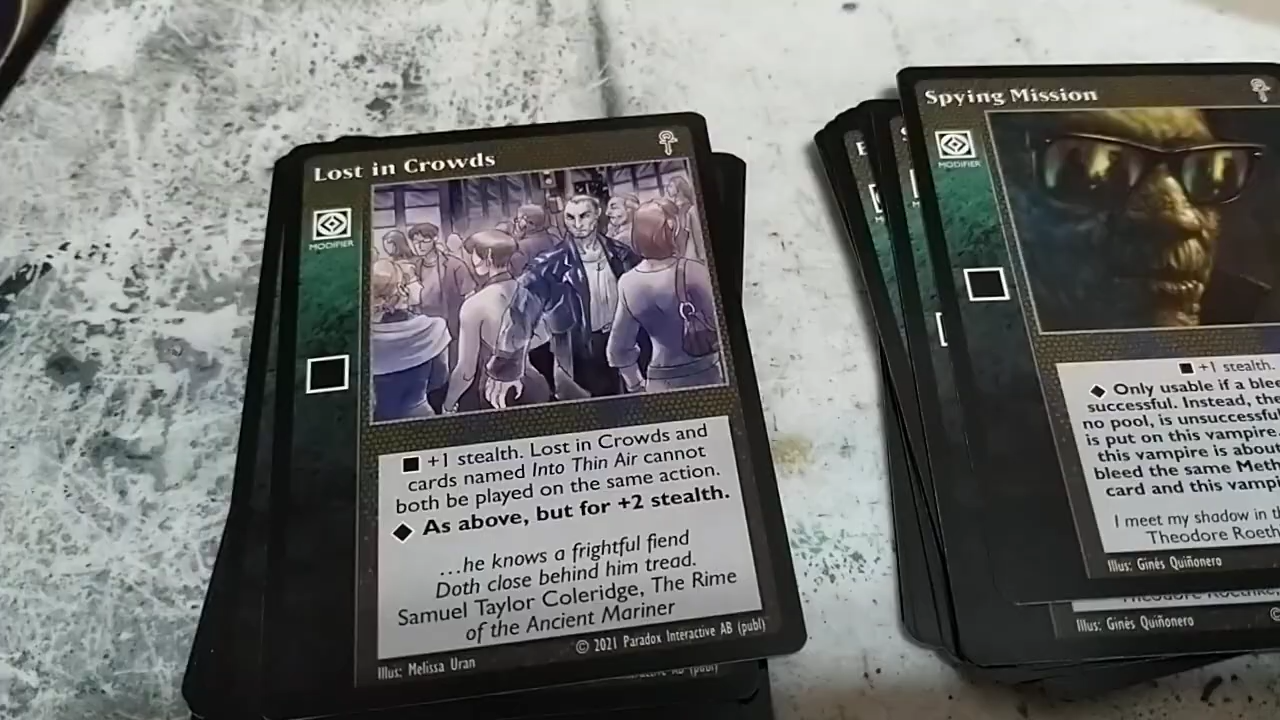 Lost in Crowds
MODIFIER
+1 stealth. Lost in Crowds and
cards named Into Thin Air cannot
both be played on the same action.
As above, but for +2 stealth.
...he knows a frightful fiend
Doth close behind him tread.
Samuel Taylor Coleridge, The Rime
of the Ancient Mariner
© 2021 Paradox Interactive AB (publ)
Illus: Melissa Uran
AB (publ)
Spying Mission
MODIFIER
+1 stealth.
Only usable if a blee
successful. Instead, the
no pool, is unsuccessful
is put on this vampire.
this vampire is about
bleed the same Meth
card and this vampi
I meet my shadow in th
Theodore Roeth
Illus: Ginés Quiñonero
Illus: Ginés Quiñonero
©